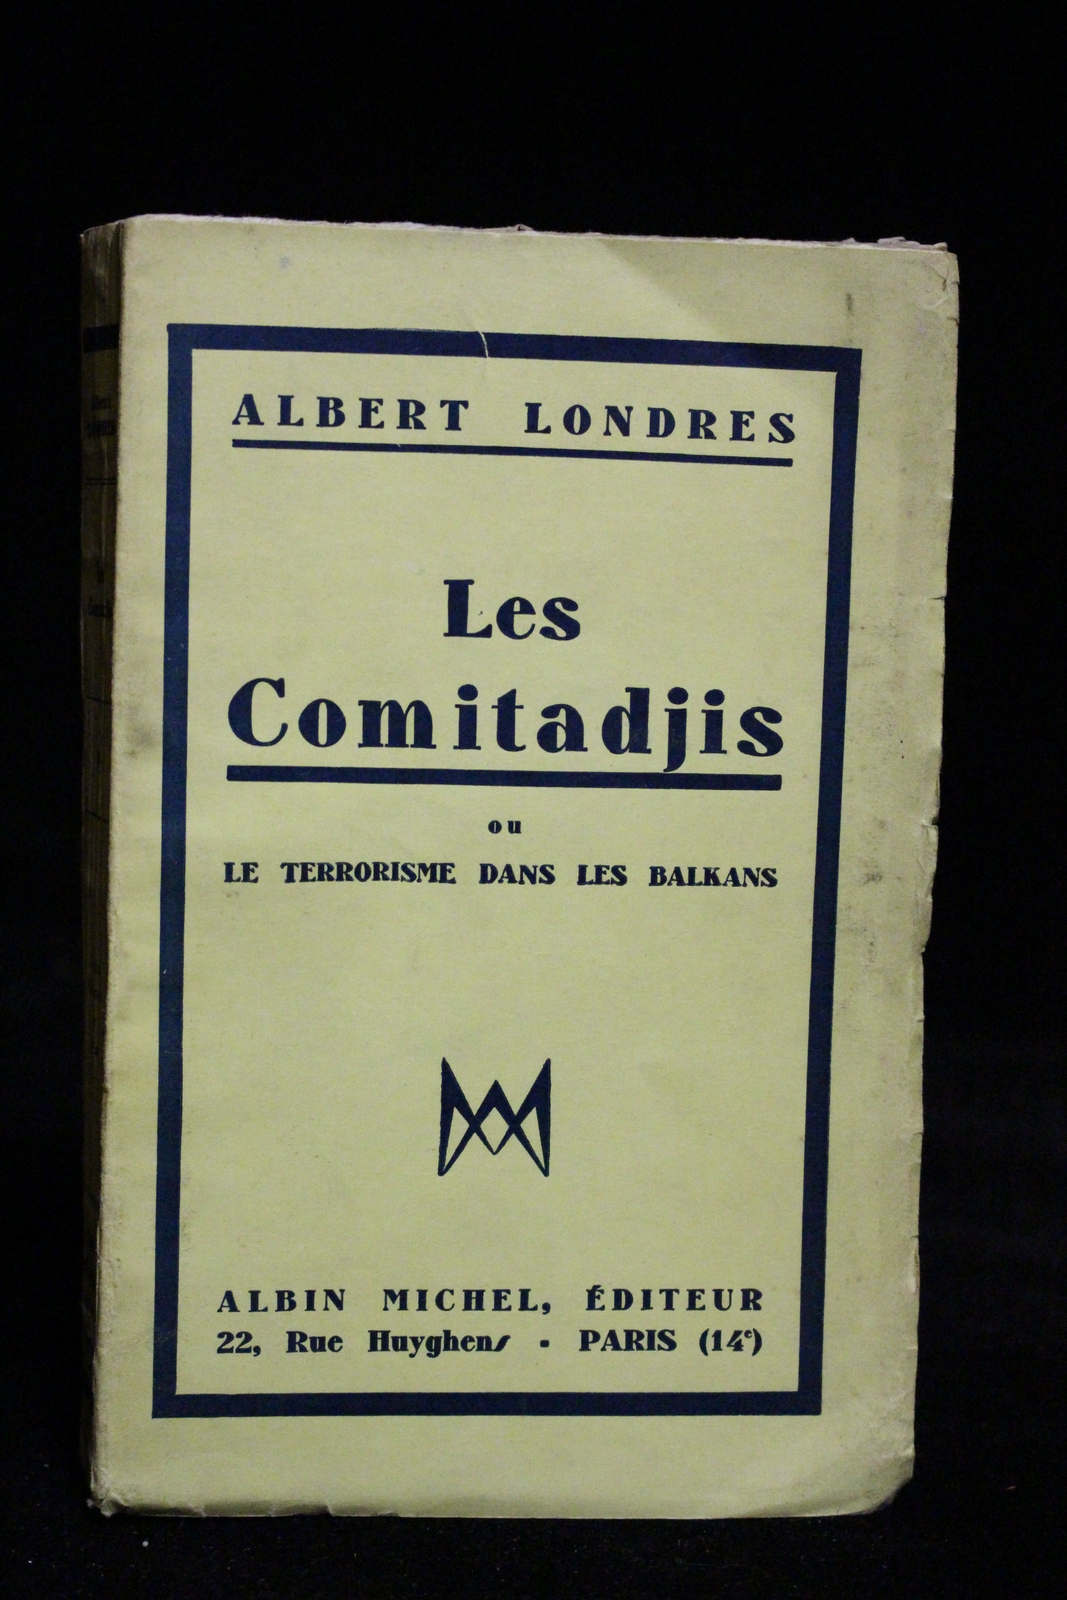 ALBERT LONDRES
Les
Comitadjis
ou
LE TERRORISME DANS LES BALKANS
ALBIN MICHEL, ÉDITEUR
22, Rue Huyghens - PARIS (14e)